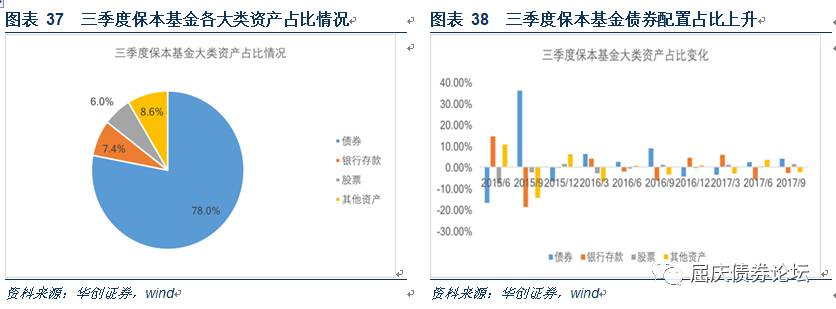 图表 37 三季度保本基金各大类资产占比情况
三季度保本基金大类资产占比情况
6.0%
8.6%
7.4%
78.0%
债券
银行存款
股票
其他资产
资料来源：华创证券，wind
图表 38 三季度保本基金债券配置占比上升
三季度保本基金大类资产占比变化
40.00%
30.00%
20.00%
10.00%
0.00%
-10.00%
-20.00%
-30.00%
2015/6 2015/9 2015/12 2016/3 2016/6 2016/9 2016/12 2017/3 2017/6 2017/9
债券 银行存款 股票 其他资产
资料来源：华创证券，wind
屈庆债券论坛